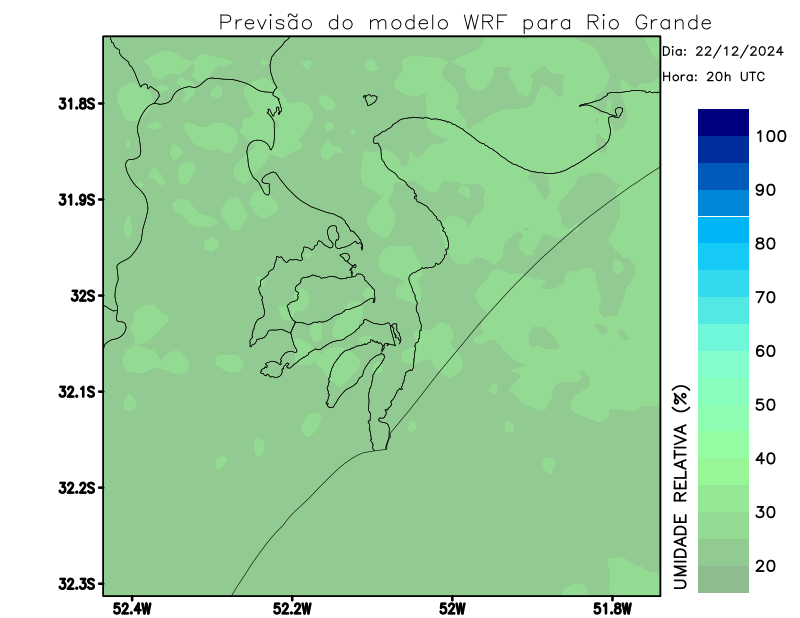 Previsão do modelo WRF para Rio Grande
Dia: 22/12/2024
Hora: 20h UTC
31.8S
31.9S
32S
32.1S
32.2S
32.3S
52.4W
52.2W
52W
51.8W
UMIDADE RELATIVA (%)
100
90
80
70
60
50
40
30
20